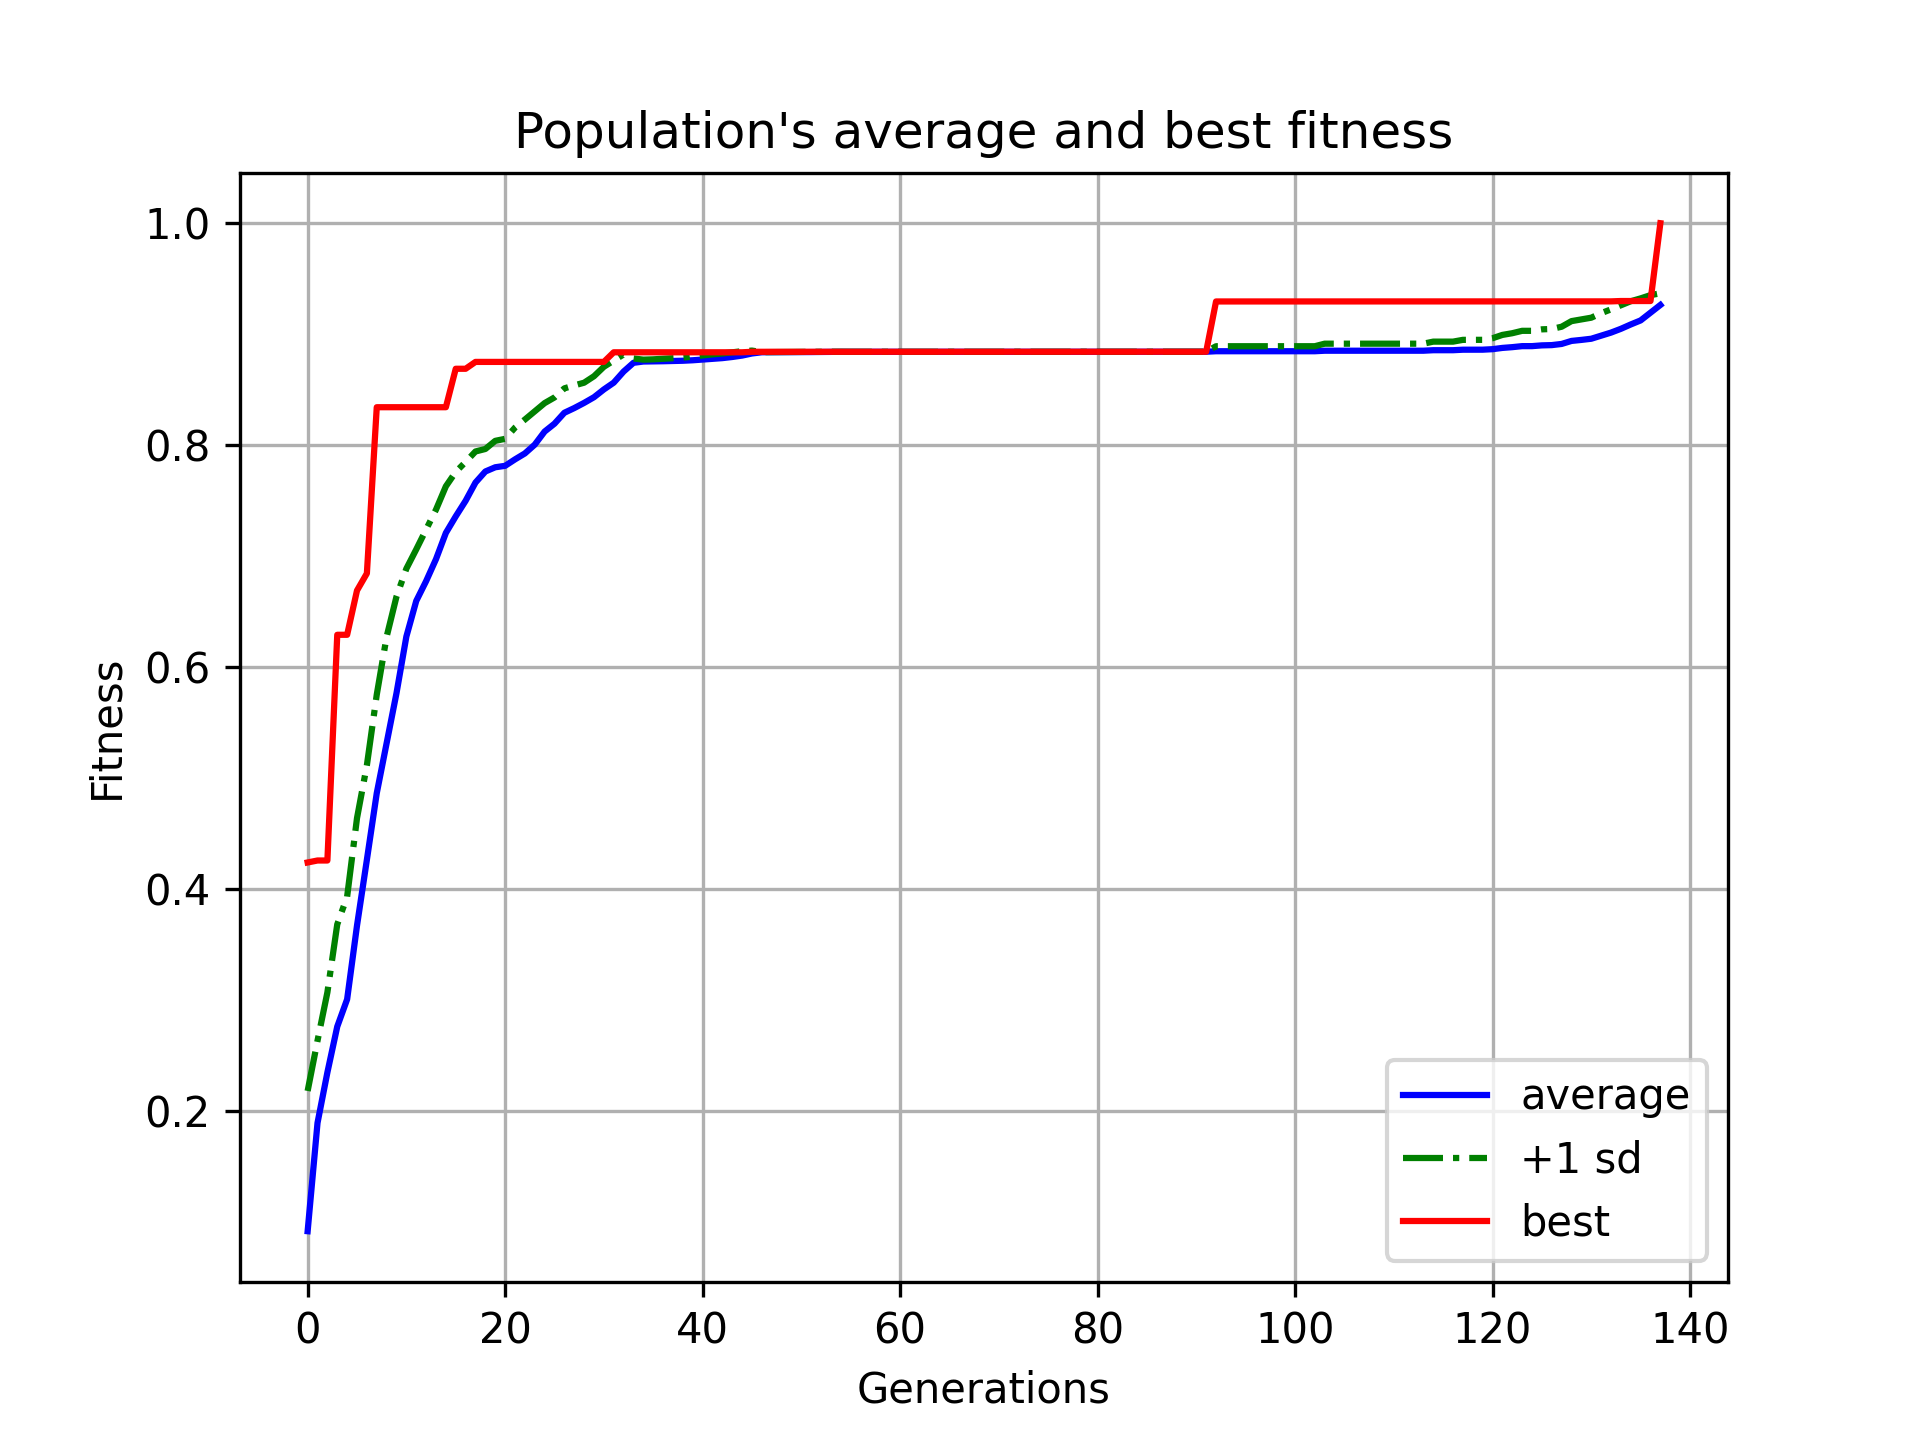 Population's average and best fitness
1.0
0.8
0.6
0.4
0.2
Fitness
0 20 40 60 80 100 120 140
Generations
average
+1 sd
best